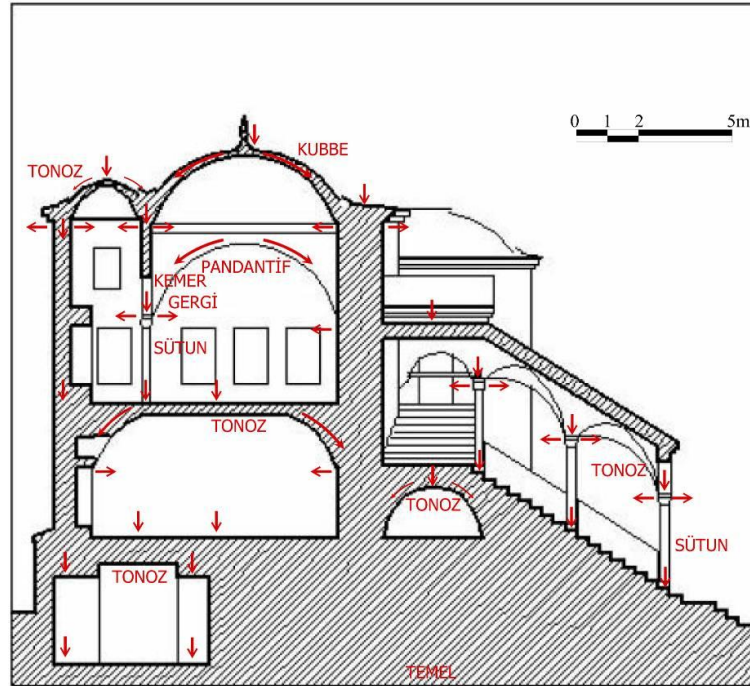 0 1 2 5m
KUBBE
TONOZ
PANDANTİF
KEMER
GERGİ
SÜTUN
TONOZ
TONOZ
TONOZ
SÜTUN
TONOZ
TEMEL